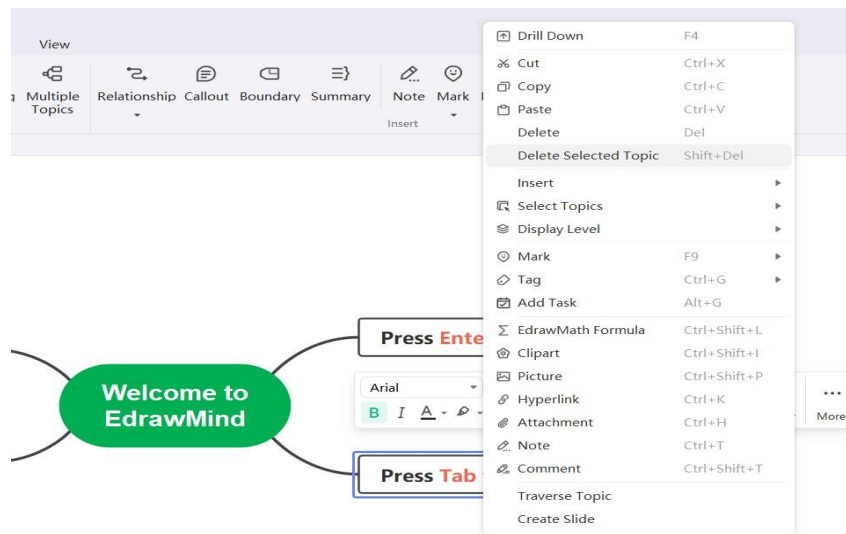 View
Multiple
Topics
Relationship
Callout
Boundary
Summary
Note
Mark
Insert
Drill Down F4
Cut Ctrl+X
Copy Ctrl+C
Paste Ctrl+V
Delete Del
Delete Selected Topic Shift+Del
Insert
Select Topics
Display Level
Mark F9
Tag Ctrl+G
Add Task Alt+G
EdrawMath Formula Ctrl+Shift+L
Clipart Ctrl+Shift+I
Picture Ctrl+Shift+P
Hyperlink Ctrl+K
Attachment Ctrl+H
Note Ctrl+T
Comment Ctrl+Shift+T
Traverse Topic
Create Slide
Welcome to
EdrawMind
Press Ente
Arial
B I A
More
Press Tab